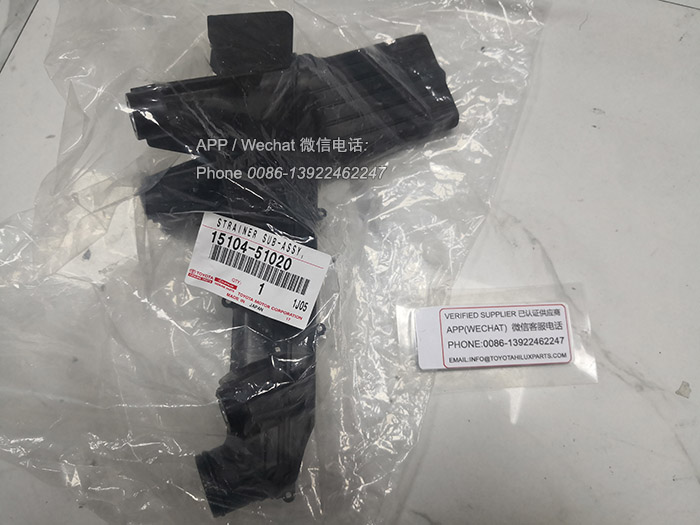 APP / Wechat 微信电话:
Phone 0086-13922462247
STRAINER SUB-ASSY,
15104-51020
QTY.
1
1J05
TOYOTA
TOYOTA MOTOR CORPORATION
MADE IN JAPAN
VERIFIED SUPPLIER 已认证供应商
APP(WECHAT) 微信客服电话
PHONE:0086-13922462247
EMAIL:INFO@TOYOTAHILUXPARTS.COM